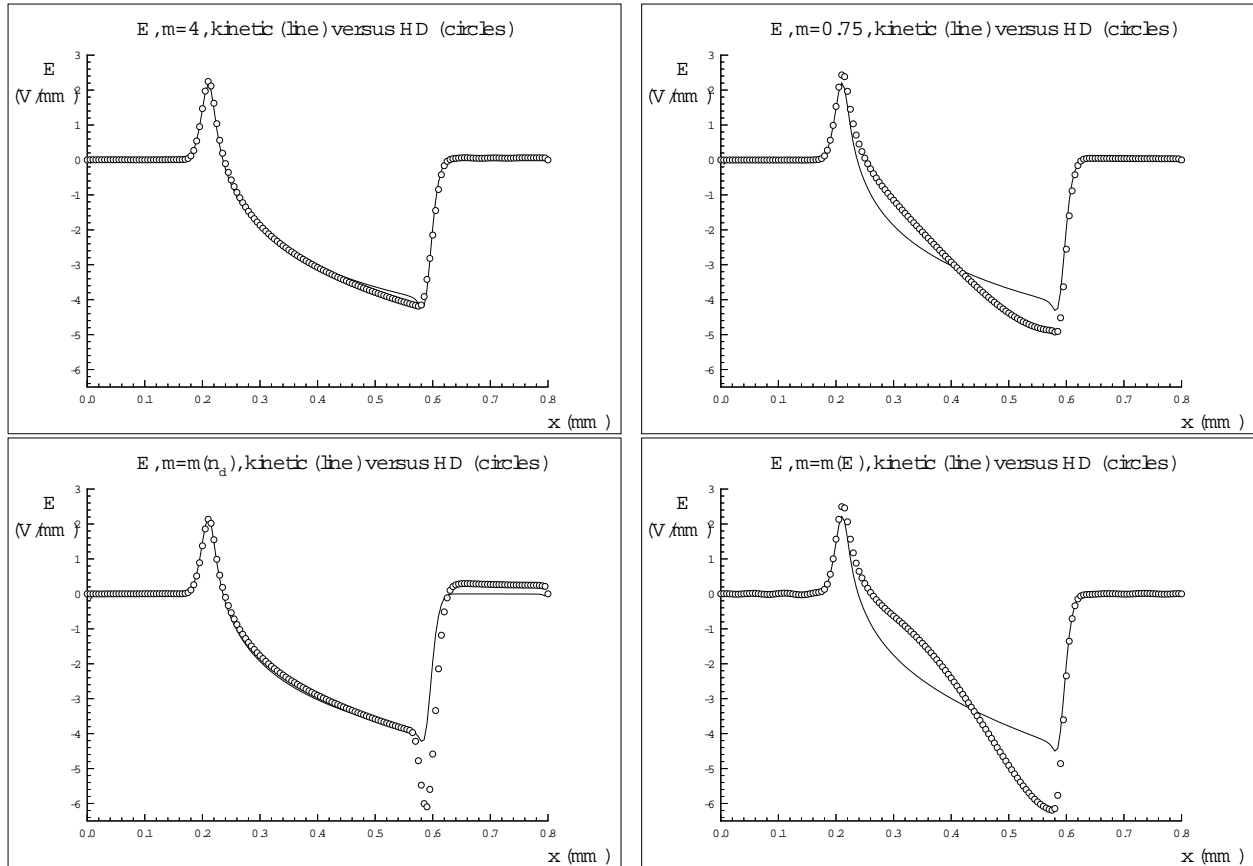 E, m=4, kinetic (line) versus HD (circles)
E
(V/mm)
3
2
1
0
-1
-2
-3
-4
-5
-6
0.0 0.1 0.2 0.3 0.4 0.5 0.6 0.7 0.8
x (mm)
E, m=0.75, kinetic (line) versus HD (circles)
E
(V/mm)
3
2
1
0
-1
-2
-3
-4
-5
-6
0.0 0.1 0.2 0.3 0.4 0.5 0.6 0.7 0.8
x (mm)
E, m=m(n_d), kinetic (line) versus HD (circles)
E
(V/mm)
3
2
1
0
-1
-2
-3
-4
-5
-6
0.0 0.1 0.2 0.3 0.4 0.5 0.6 0.7 0.8
x (mm)
E, m=m(E), kinetic (line) versus HD (circles)
E
(V/mm)
3
2
1
0
-1
-2
-3
-4
-5
-6
0.0 0.1 0.2 0.3 0.4 0.5 0.6 0.7 0.8
x (mm)